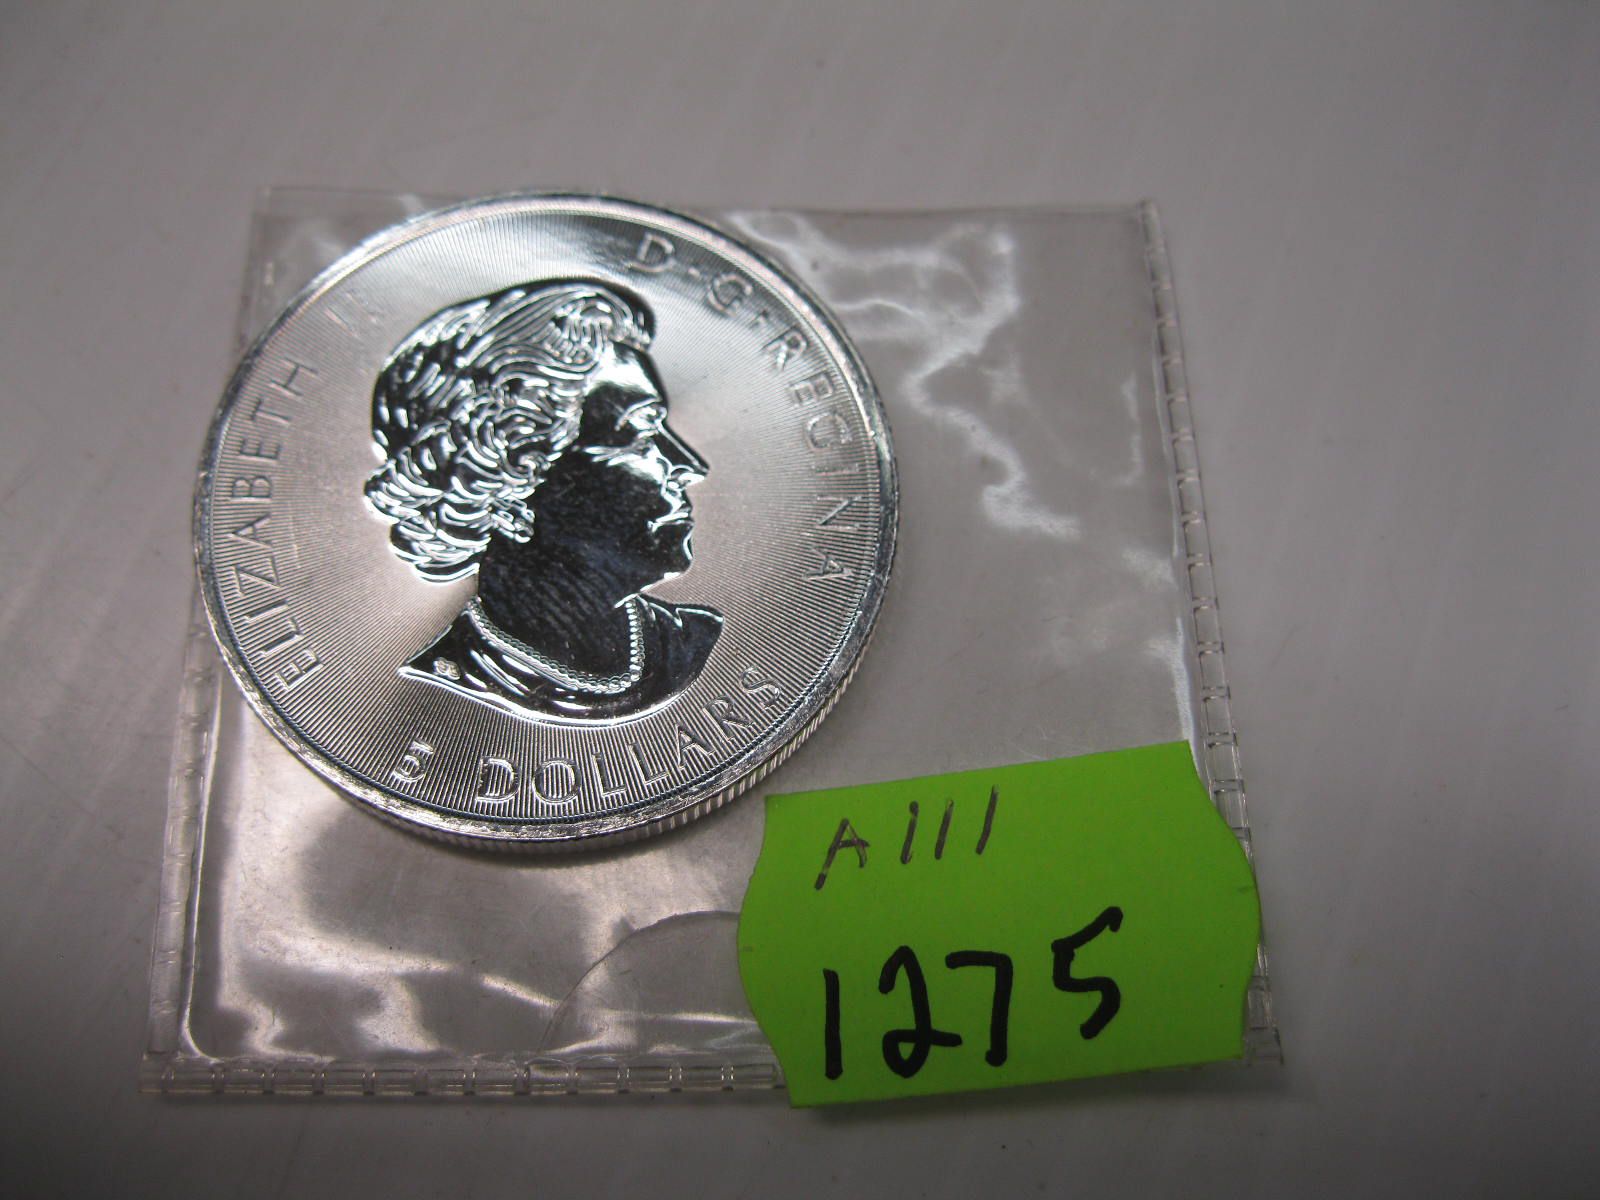 ELIZABETH II D·G·REGINA
5 DOLLARS
A111
1275